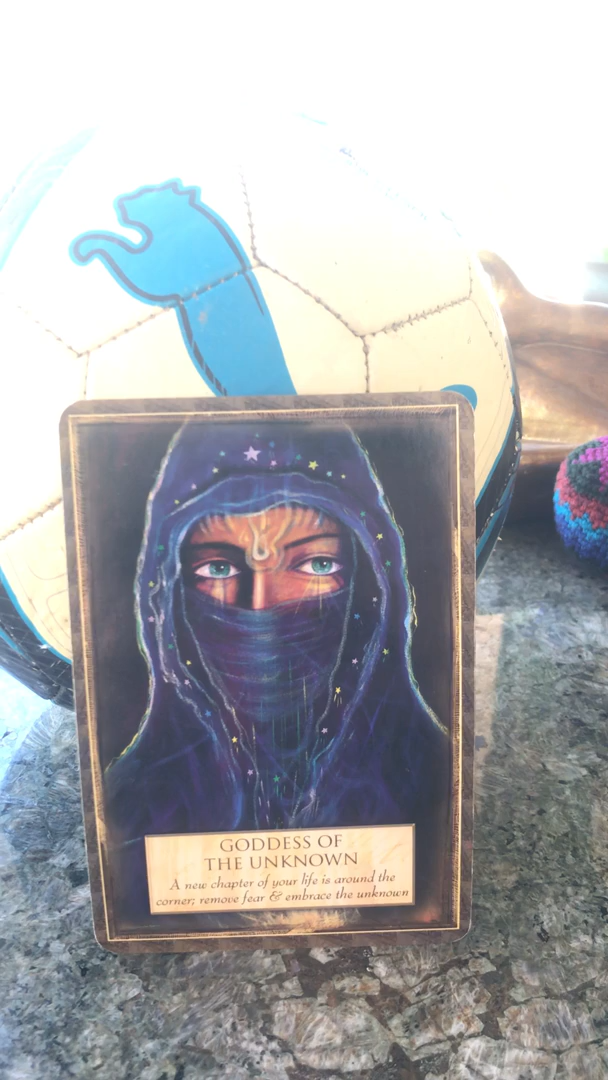 GODDESS OF
THE UNKNOWN
A new chapter of your life is around the
corner; remove fear & embrace the unknown